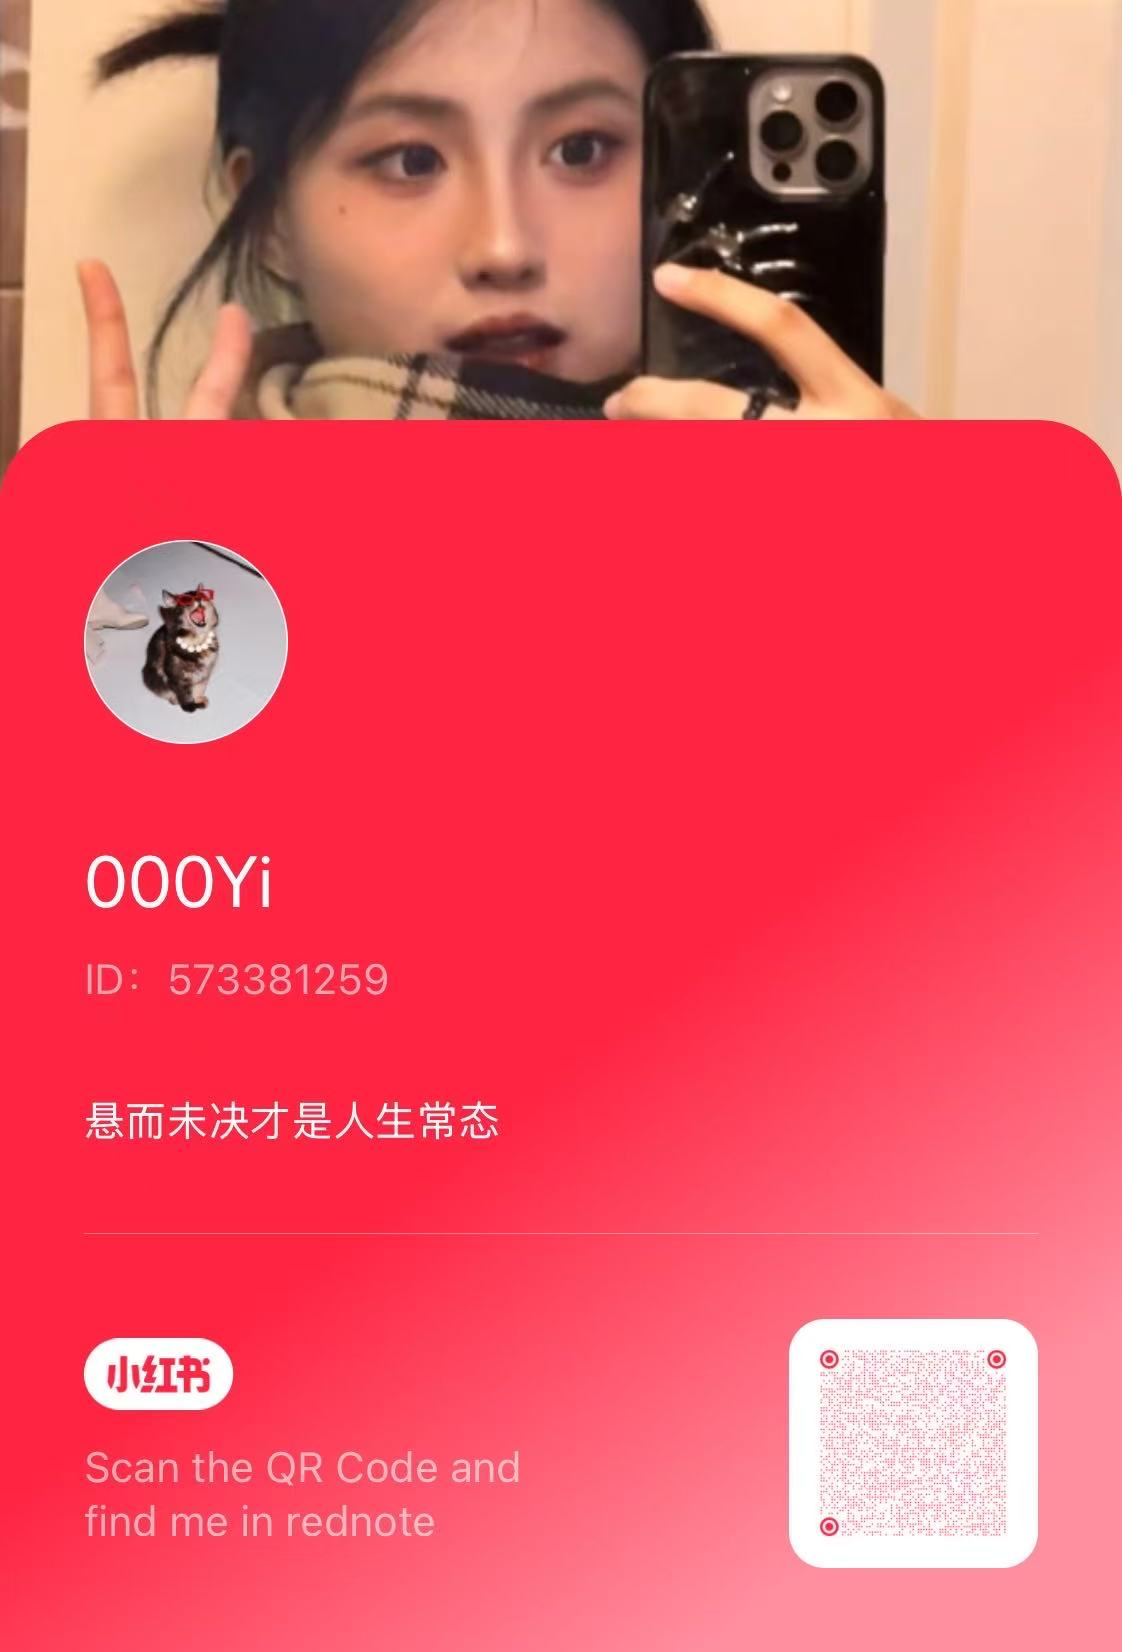 000Yi
ID：573381259
悬而未决才是人生常态
小红书
Scan the QR Code and
find me in rednote